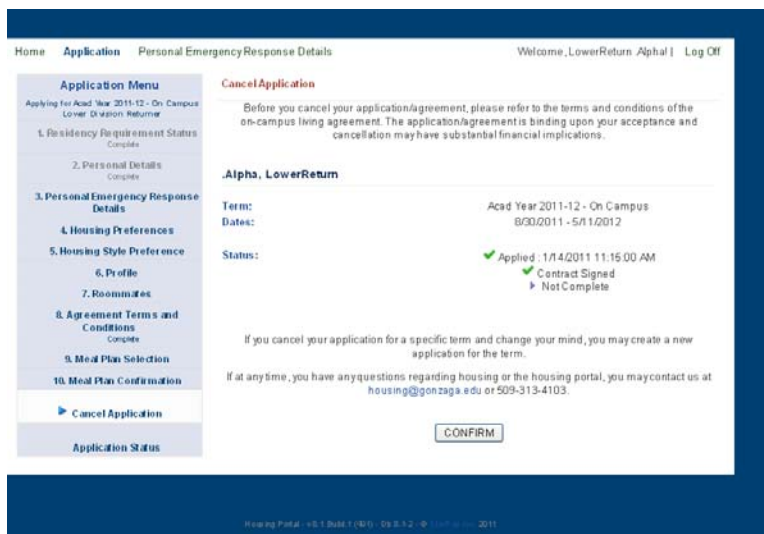 Home Application Personal Emergency Response Details Welcome, LowerReturn .Alpha! | Log Off
Application Menu
Applying for Acad Year 2011-12 - On Campus
Lower Division Returner
1. Residency Requirement Status
Complete
2. Personal Details
Complete
3. Personal Emergency Response
Details
4. Housing Preferences
5. Housing Style Preference
6. Profile
7. Roommates
8. Agreement Terms and
Conditions
Complete
9. Meal Plan Selection
10. Meal Plan Confirmation
Cancel Application
Application Status
Cancel Application
Before you cancel your application/agreement, please refer to the terms and conditions of the
on-campus living agreement. The application/agreement is binding upon your acceptance and
cancellation may have substantial financial implications.
.Alpha, LowerReturn
Term: Acad Year 2011-12 - On Campus
Dates: 8/30/2011 - 5/11/2012
Status: Applied : 1/14/2011 11:15:00 AM
Contract Signed
Not Complete
If you cancel your application for a specific term and change your mind, you may create a new
application for the term.
If at any time, you have any questions regarding housing or the housing portal, you may contact us at
housing@gonzaga.edu or 509-313-4103.
CONFIRM
Housing Portal - 2011